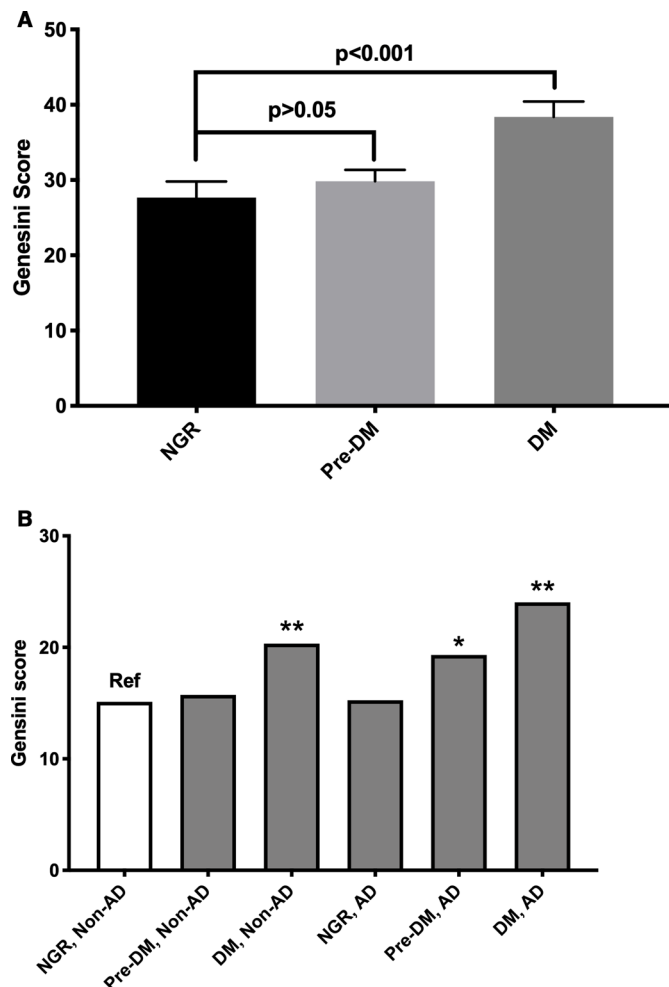 A
50
p<0.001
40
p>0.05
30
20
10
0
Genesini Score
NGR
Pre-DM
DM
B
30
**
**
*
20
Ref
10
0
Gensini score
NGR, Non-AD
Pre-DM, Non-AD
DM, Non-AD
NGR, AD
Pre-DM, AD
DM, AD